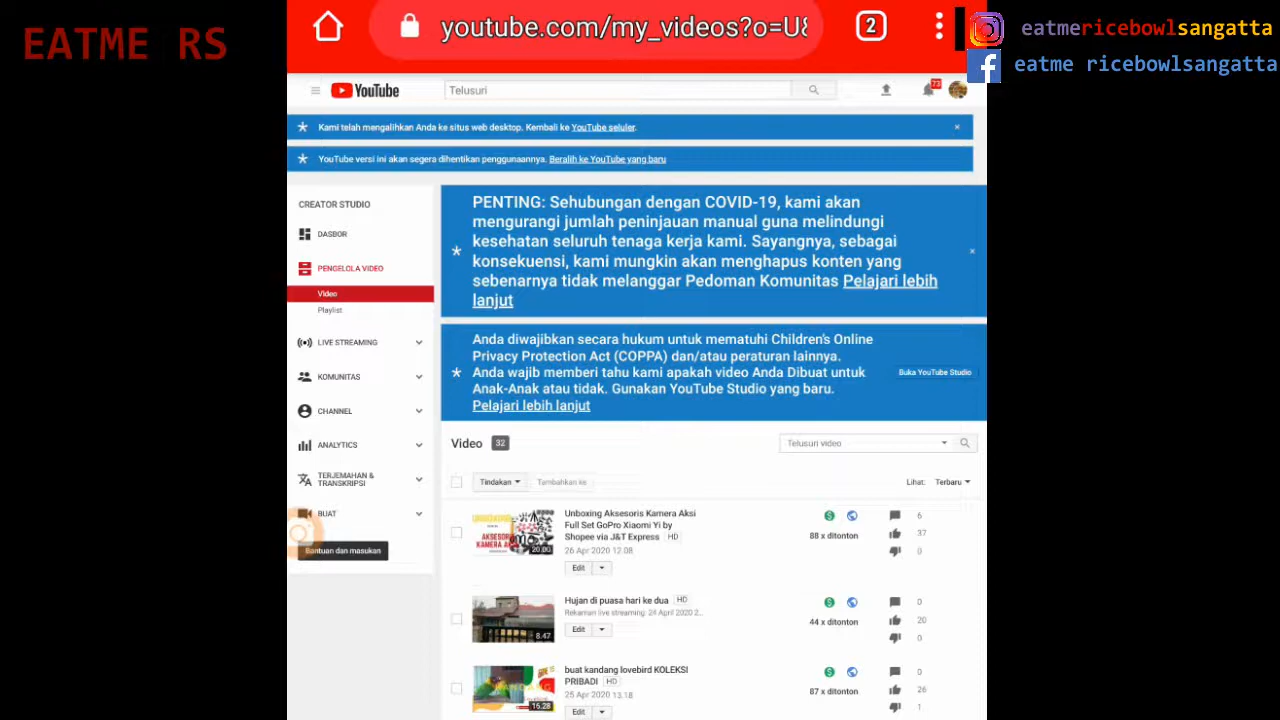 EATME RS
youtube.com/my_videos?o=U8
2
eatmericebowlsangatta
eatme ricebowlsangatta
YouTube
Telusuri
73
Kami telah mengalihkan Anda ke situs web desktop. Kembali ke YouTube seluler.
×
YouTube versi ini akan segera dihentikan penggunaannya. Beralih ke YouTube yang baru
CREATOR STUDIO
DASBOR
PENGELOLA VIDEO
Video
Playlist
LIVE STREAMING
KOMUNITAS
CHANNEL
ANALYTICS
TERJEMAHAN &
TRANSKRIPSI
BUAT
Bantuan dan masukan
PENTING: Sehubungan dengan COVID-19, kami akan
mengurangi jumlah peninjauan manual guna melindungi
kesehatan seluruh tenaga kerja kami. Sayangnya, sebagai
konsekuensi, kami mungkin akan menghapus konten yang
sebenarnya tidak melanggar Pedoman Komunitas Pelajari lebih
lanjut
×
Anda diwajibkan secara hukum untuk mematuhi Children's Online
Privacy Protection Act (COPPA) dan/atau peraturan lainnya.
Anda wajib memberi tahu kami apakah video Anda Dibuat untuk
Anak-Anak atau tidak. Gunakan YouTube Studio yang baru.
Pelajari lebih lanjut
Buka YouTube Studio
Video 32
Telusuri video
Tindakan
Tambahkan ke
Lihat: Terbaru
Unboxing Aksesoris Kamera Aksi
Full Set GoPro Xiaomi Yi by
Shopee via J&T Express HD
26 Apr 2020 12.08
Edit
20.00
88 x ditonton
6
37
0
Hujan di puasa hari ke dua HD
Rekaman live streaming: 24 April 2020 2...
Edit
8.47
44 x ditonton
0
20
0
buat kandang lovebird KOLEKSI
PRIBADI HD
25 Apr 2020 13.18
Edit
16.28
87 x ditonton
0
26
1